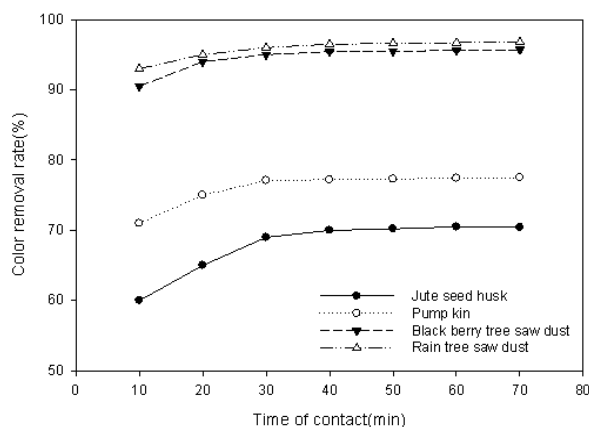 100
90
80
70
60
50
Color removal rate(%)
Jute seed husk
Pump kin
Black berry tree saw dust
Rain tree saw dust
0 10 20 30 40 50 60 70 80
Time of contact(min)